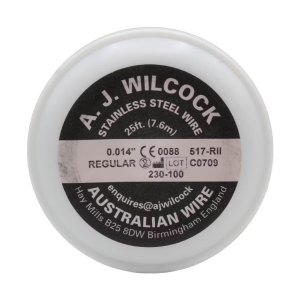 A. J. WILCOCK
STAINLESS STEEL WIRE
25ft. (7.6m)
0.014" CE 0088 517-RII
REGULAR LOT C0709
230-100
enquires@ajwilcock
AUSTRALIAN WIRE
Hay Mills B25 8DW Birmingham England